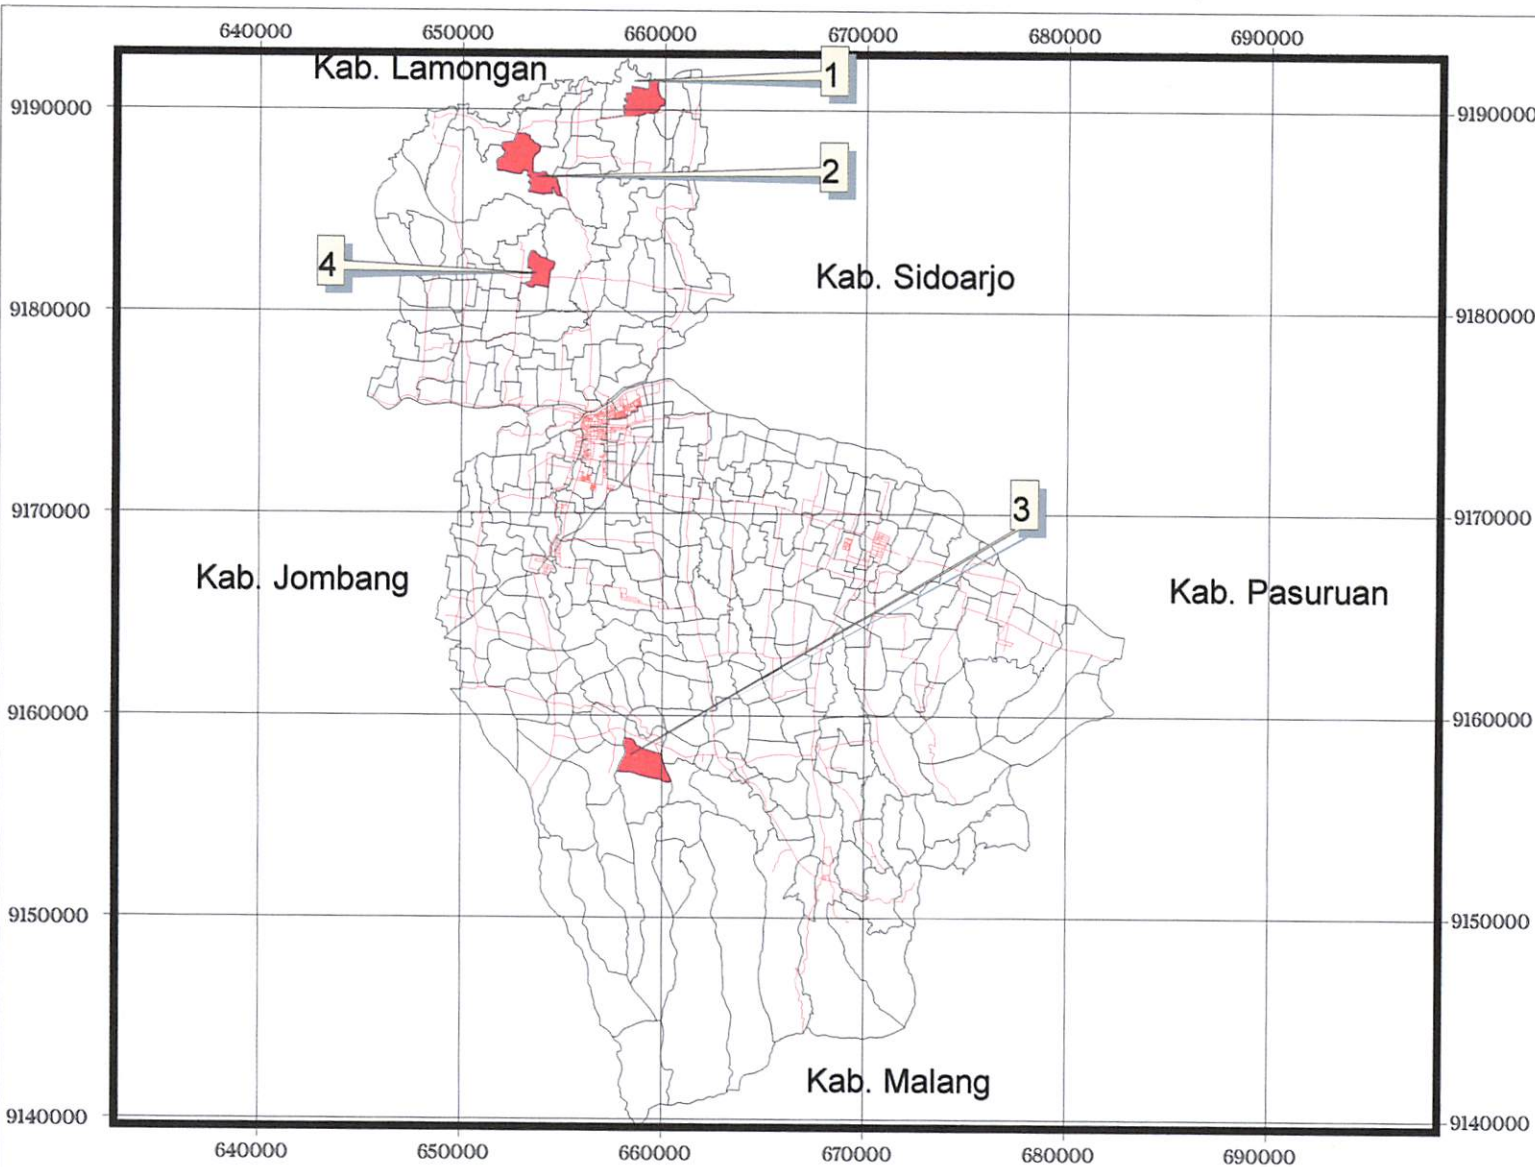 640000 650000 660000 670000 680000 690000
Kab. Lamongan
1
9190000 9190000
2
4
Kab. Sidoarjo
9180000 9180000
3
9170000 9170000
Kab. Jombang
Kab. Pasuruan
9160000 9160000
9150000 9150000
Kab. Malang
9140000 9140000
640000 650000 660000 670000 680000 690000